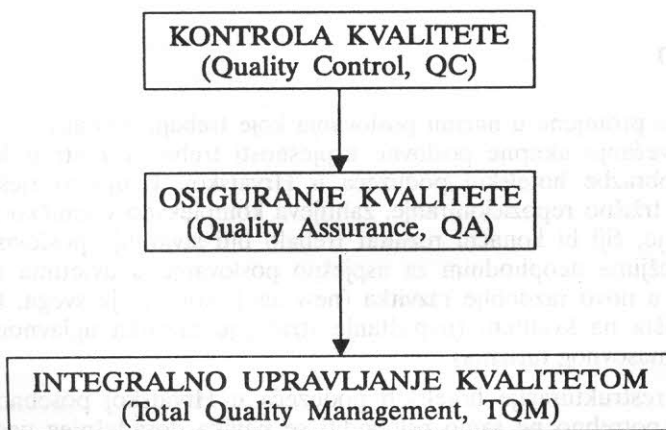 KONTROLA KVALITETE
(Quality Control, QC)
OSIGURANJE KVALITETE
(Quality Assurance, QA)
INTEGRALNO UPRAVLJANJE KVALITETOM
(Total Quality Management, TQM)